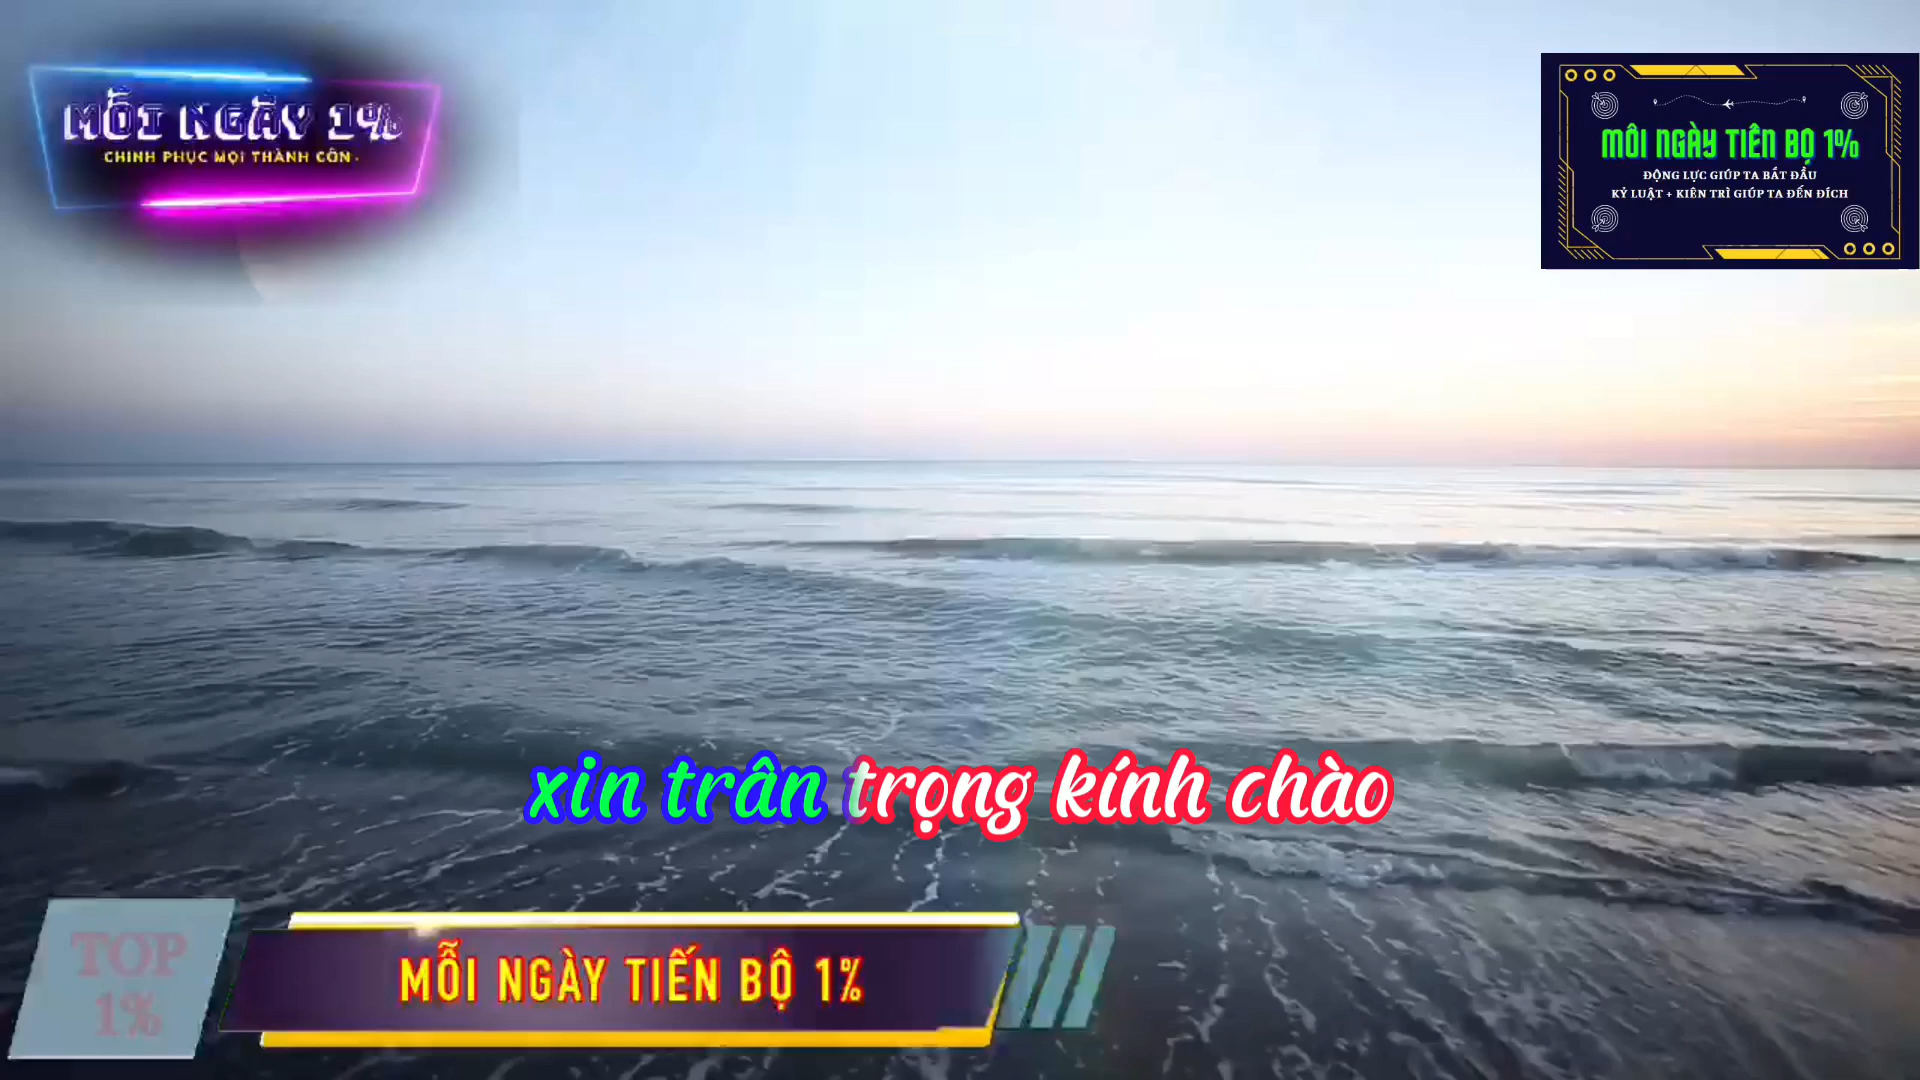 MỖI NGÀY 1%
CHINH PHỤC MỌI THÀNH CÔN
MỖI NGÀY TIẾN BỘ 1%
ĐỘNG LỰC GIÚP TA BẮT ĐẦU
KỶ LUẬT + KIÊN TRÌ GIÚP TA ĐẾN ĐÍCH
xin trân trọng kính chào
TOP
1%
MỖI NGÀY TIẾN BỘ 1%